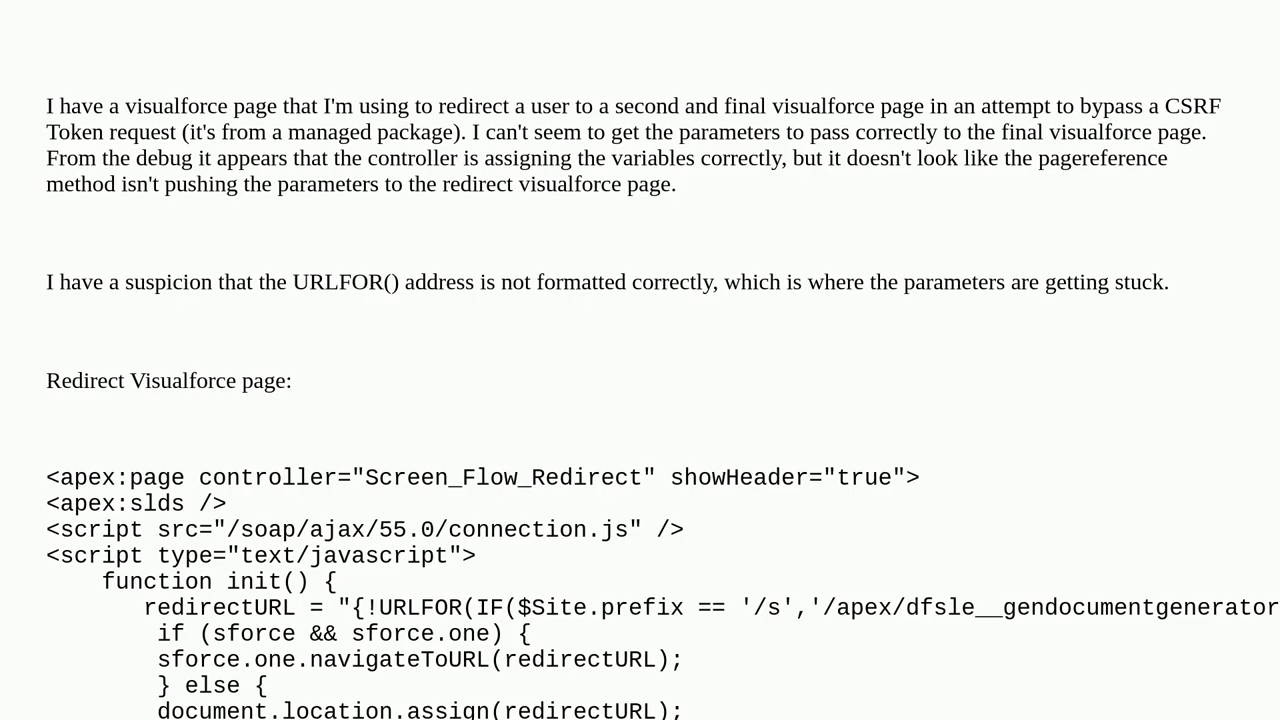 I have a visualforce page that I'm using to redirect a user to a second and final visualforce page in an attempt to bypass a CSRF
Token request (it's from a managed package). I can't seem to get the parameters to pass correctly to the final visualforce page.
From the debug it appears that the controller is assigning the variables correctly, but it doesn't look like the pagereference
method isn't pushing the parameters to the redirect visualforce page.
I have a suspicion that the URLFOR() address is not formatted correctly, which is where the parameters are getting stuck.
Redirect Visualforce page:
<apex:page controller="Screen_Flow_Redirect" showHeader="true">
<apex:slds />
<script src="/soap/ajax/55.0/connection.js" />
<script type="text/javascript">
    function init() {
       redirectURL = "{!URLFOR(IF($Site.prefix == '/s','/apex/dfsle__gendocumentgenerator
        if (sforce && sforce.one) {
        sforce.one.navigateToURL(redirectURL);
        } else {
        document.location.assign(redirectURL);